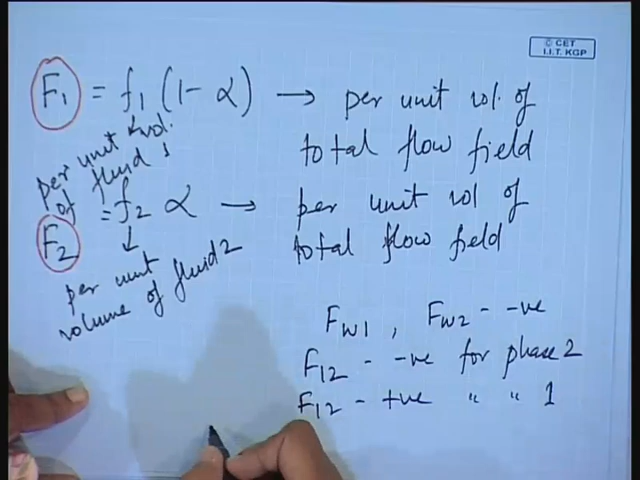 © CET
I.I.T. KGP
F₁ = f₁ (1 - α) → per unit vol. of
total flow field
per unit vol.
of fluid 1
F₂ = f₂ α → per unit vol of
total flow field
per unit
volume of fluid 2
F_W1 , F_W2 - -ve
F₁₂ - -ve for phase 2
F₁₂ - +ve " " 1